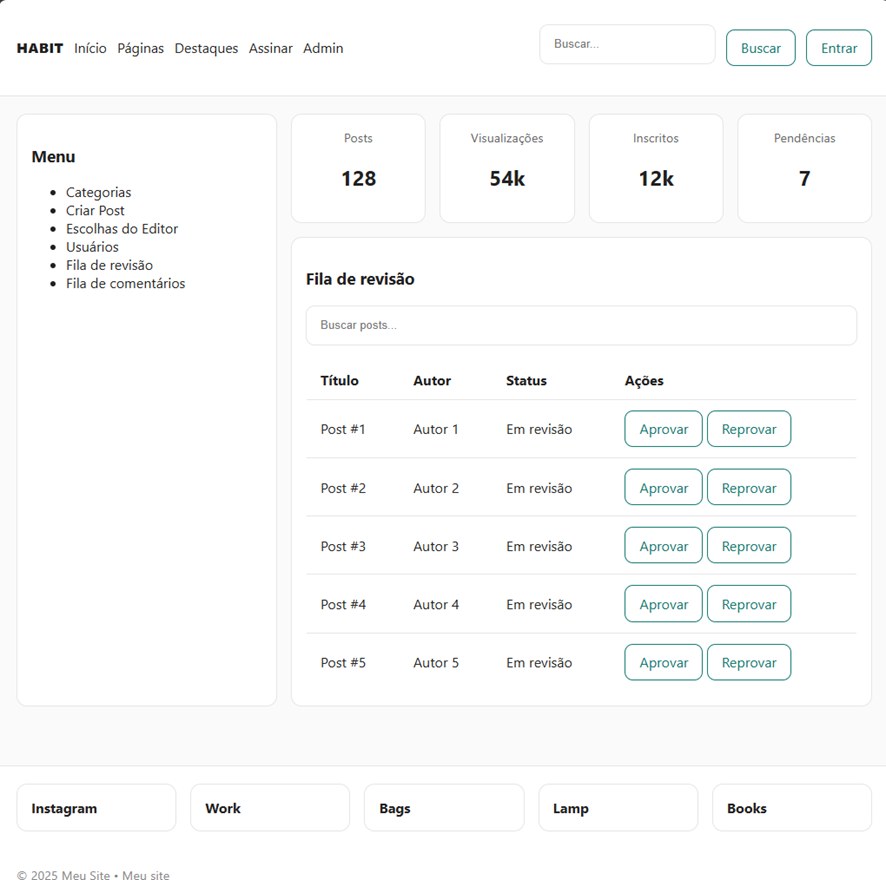 HABIT Início Páginas Destaques Assinar Admin Buscar... Buscar Entrar
Menu
Categorias
Criar Post
Escolhas do Editor
Usuários
Fila de revisão
Fila de comentários
Posts Visualizações Inscritos Pendências
128 54k 12k 7
Fila de revisão
Buscar posts...
Título Autor Status Ações
Post #1 Autor 1 Em revisão Aprovar Reprovar
Post #2 Autor 2 Em revisão Aprovar Reprovar
Post #3 Autor 3 Em revisão Aprovar Reprovar
Post #4 Autor 4 Em revisão Aprovar Reprovar
Post #5 Autor 5 Em revisão Aprovar Reprovar
Instagram Work Bags Lamp Books
© 2025 Meu Site • Meu site